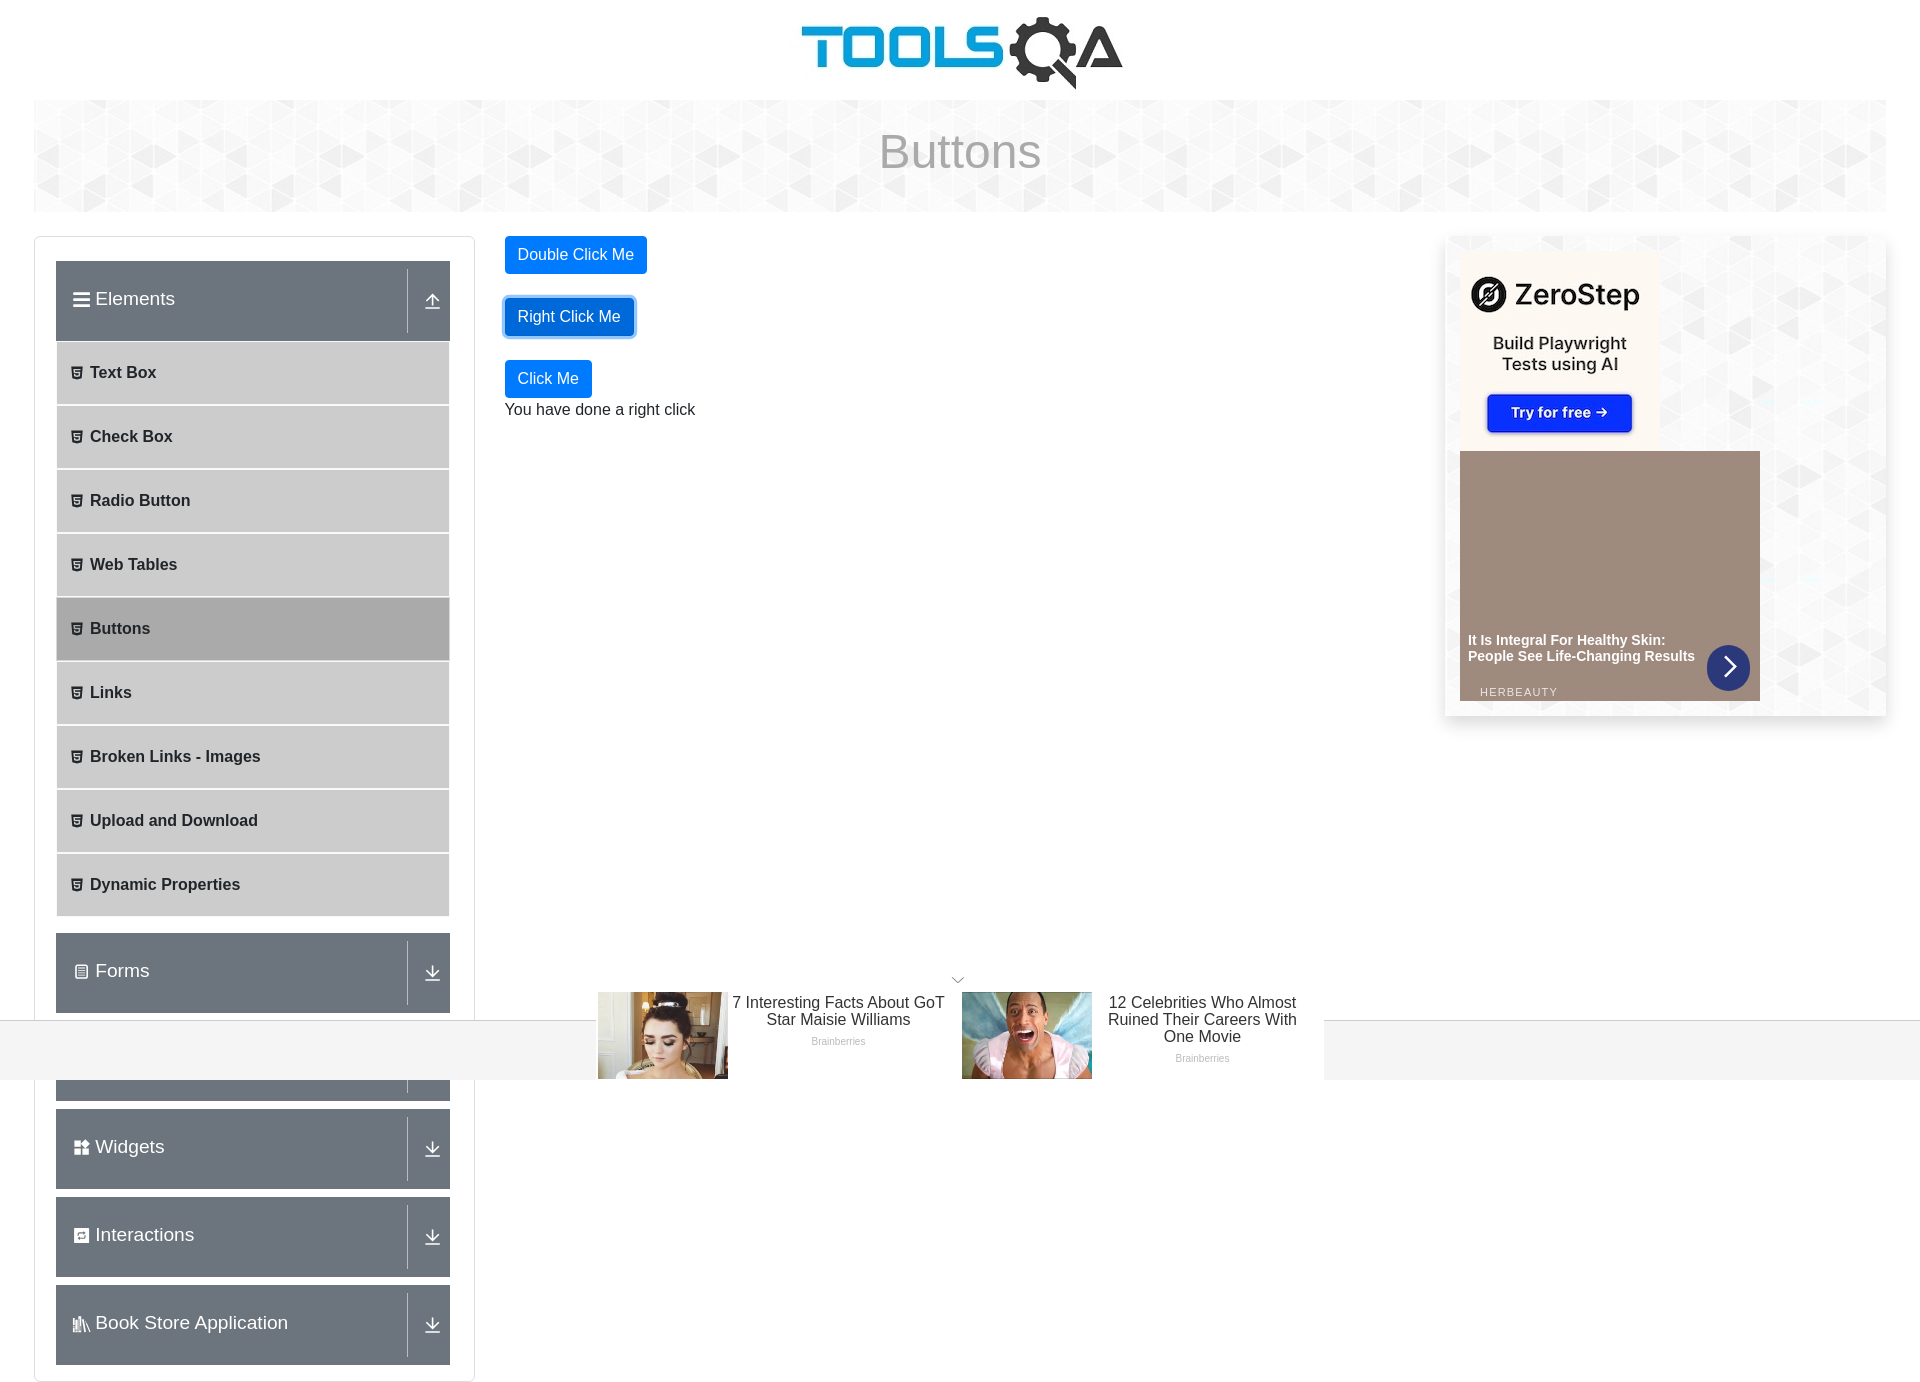 TOOLSQA
Buttons
Elements
Text Box
Check Box
Radio Button
Web Tables
Buttons
Links
Broken Links - Images
Upload and Download
Dynamic Properties
Forms
Widgets
Interactions
Book Store Application
Double Click Me
Right Click Me
Click Me
You have done a right click
ZeroStep
Build Playwright
Tests using AI
Try for free →
It Is Integral For Healthy Skin:
People See Life-Changing Results
HERBEAUTY
7 Interesting Facts About GoT
Star Maisie Williams
Brainberries
12 Celebrities Who Almost
Ruined Their Careers With
One Movie
Brainberries